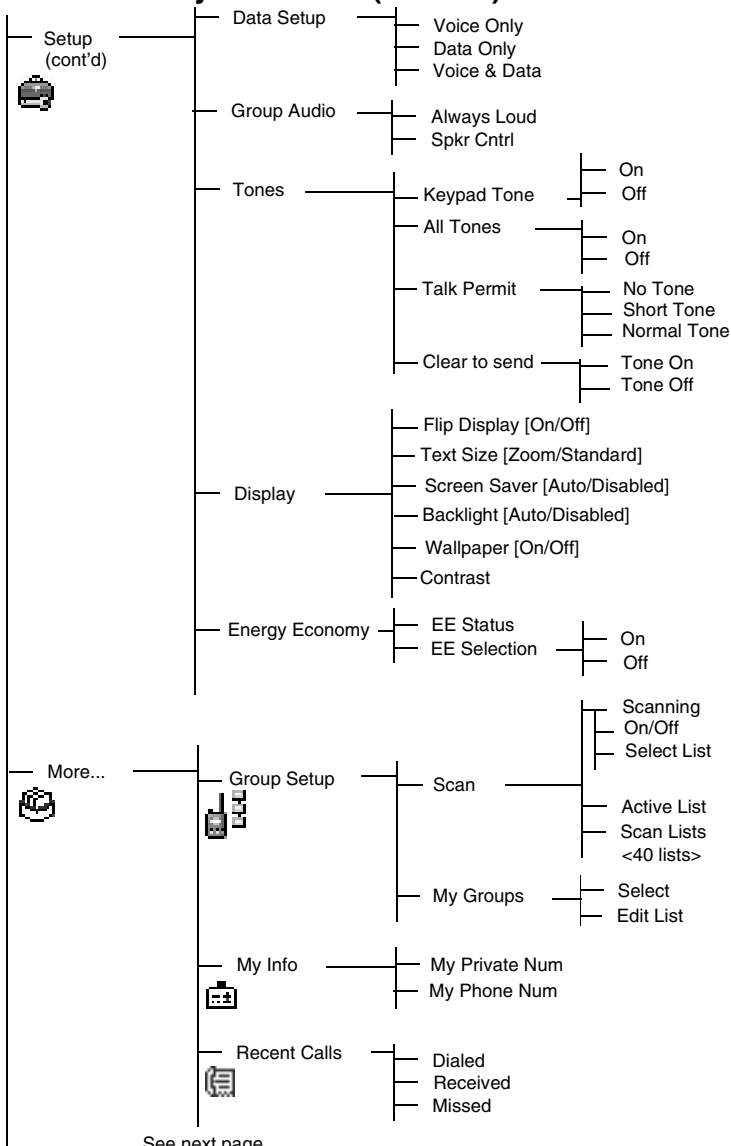 Setup
(cont'd)
Data Setup
Voice Only
Data Only
Voice & Data
Group Audio
Always Loud
Spkr Cntrl
Tones
Keypad Tone
On
Off
All Tones
On
Off
Talk Permit
No Tone
Short Tone
Normal Tone
Clear to send
Tone On
Tone Off
Display
Flip Display [On/Off]
Text Size [Zoom/Standard]
Screen Saver [Auto/Disabled]
Backlight [Auto/Disabled]
Wallpaper [On/Off]
Contrast
Energy Economy
EE Status
EE Selection
On
Off
More...
Group Setup
Scan
Scanning
On/Off
Select List
Active List
Scan Lists
<40 lists>
My Groups
Select
Edit List
My Info
My Private Num
My Phone Num
Recent Calls
Dialed
Received
Missed
See next page